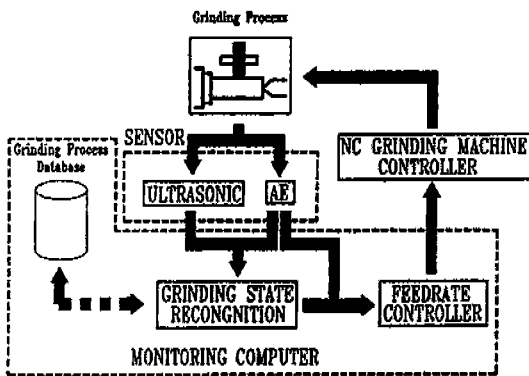 Grinding Process
SENSOR
Grinding Process
Database
ULTRASONIC
AE
NC GRINDING MACHINE
CONTROLLER
GRINDING STATE
RECONGNITION
FEEDRATE
CONTROLLER
MONITORING COMPUTER